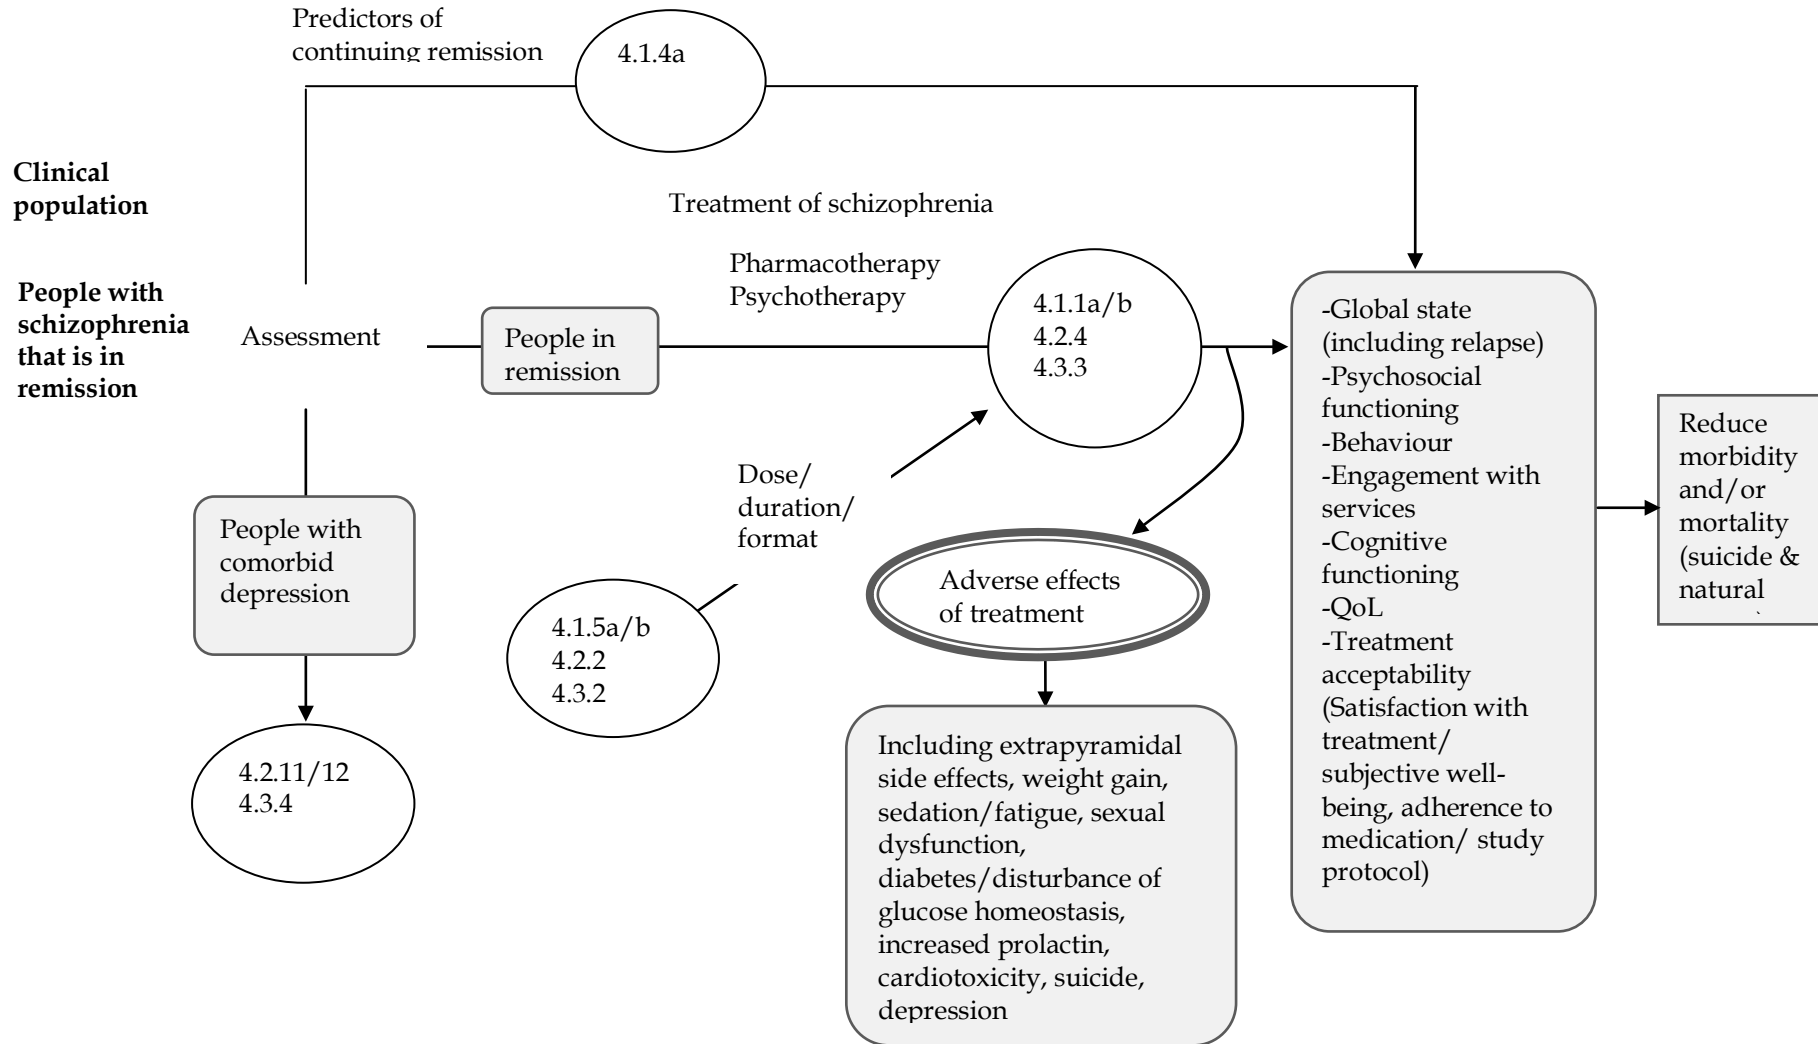 Predictors of
continuing remission
4.1.4a
Clinical
population
Treatment of schizophrenia
People with
schizophrenia
that is in
remission
Assessment
People in
remission
Pharmacotherapy
Psychotherapy
4.1.1a/b
4.2.4
4.3.3
Dose/
duration/
format
People with
comorbid
depression
4.1.5a/b
4.2.2
4.3.2
4.2.11/12
4.3.4
Adverse effects
of treatment
Including extrapyramidal
side effects, weight gain,
sedation/fatigue, sexual
dysfunction,
diabetes/disturbance of
glucose homeostasis,
increased prolactin,
cardiotoxicity, suicide,
depression
-Global state
(including relapse)
-Psychosocial
functioning
-Behaviour
-Engagement with
services
-Cognitive
functioning
-QoL
-Treatment
acceptability
(Satisfaction with
treatment/
subjective well-
being, adherence to
medication/ study
protocol)
Reduce
morbidity
and/or
mortality
(suicide &
natural